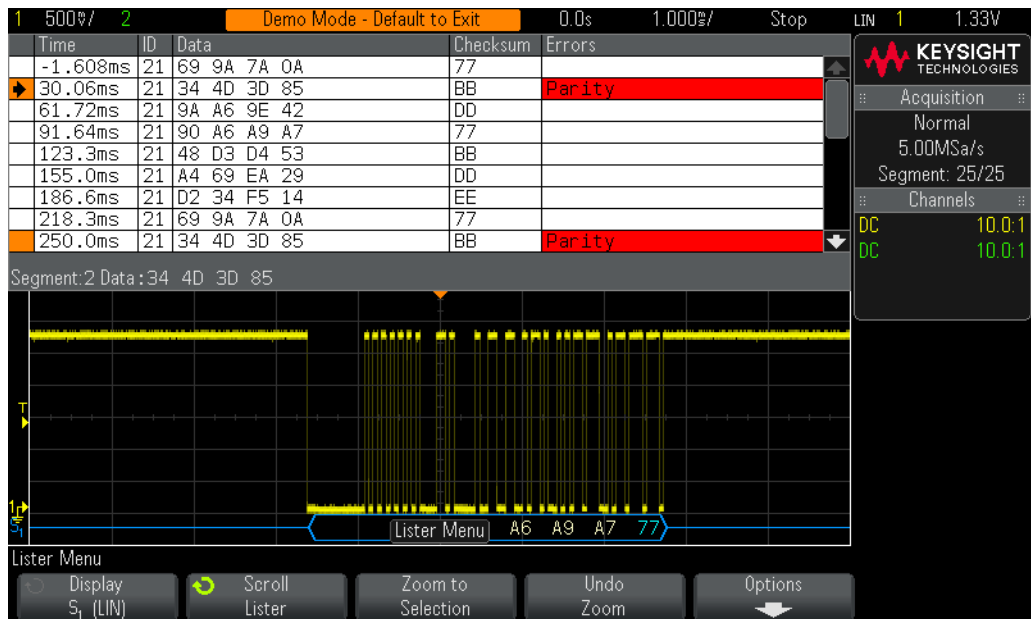 1 500▽/ 2 Demo Mode - Default to Exit 0.0s 1.000▽/ Stop LIN 1 1.33V
Time ID Data Checksum Errors
-1.608ms 21 69 9A 7A 0A 77
30.06ms 21 34 4D 3D 85 BB Parity
61.72ms 21 9A A6 9E 42 DD
91.64ms 21 90 A6 A9 A7 77
123.3ms 21 48 D3 D4 53 BB
155.0ms 21 A4 69 EA 29 DD
186.6ms 21 D2 34 F5 14 EE
218.3ms 21 69 9A 7A 0A 77
250.0ms 21 34 4D 3D 85 BB Parity
Segment:2 Data:34 4D 3D 85
KEYSIGHT
TECHNOLOGIES
Acquisition
Normal
5.00MSa/s
Segment: 25/25
Channels
DC 10.0:1
DC 10.0:1
T
1
S1
Lister Menu A6 A9 A7 77
Lister Menu
Display
S1 (LIN)
Scroll
Lister
Zoom to
Selection
Undo
Zoom
Options